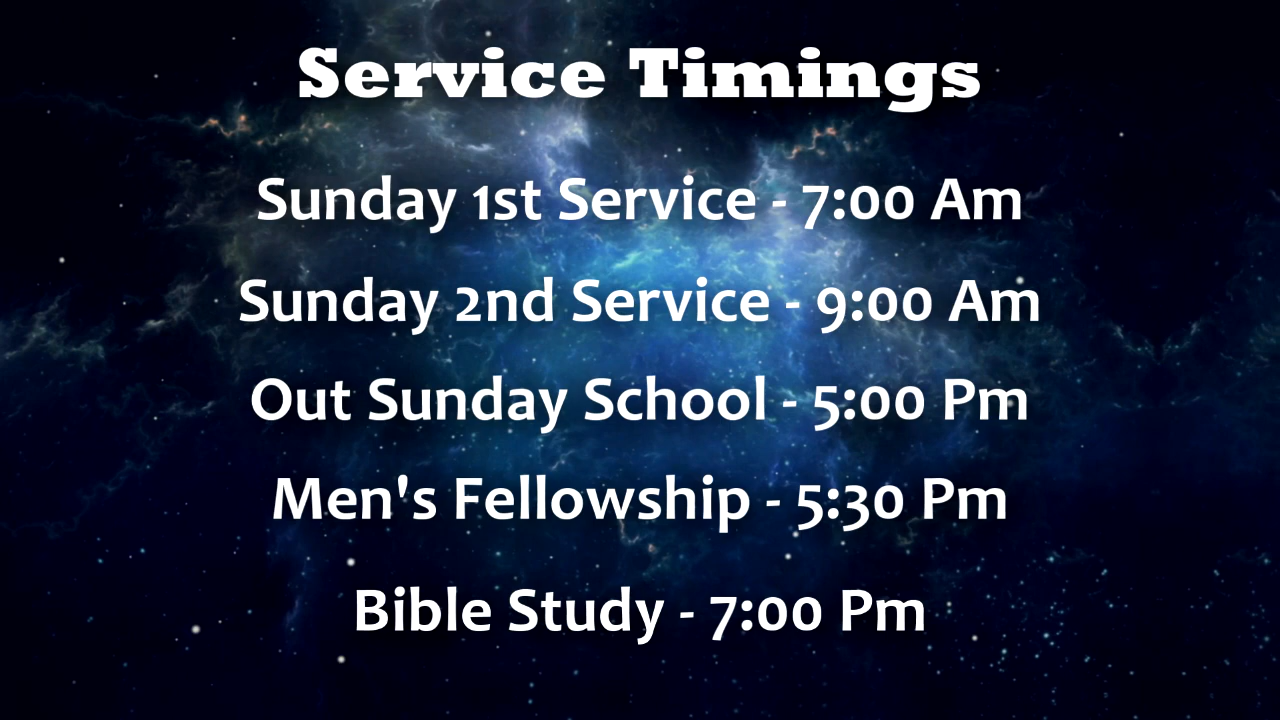 Service Timings
Sunday 1st Service - 7:00 Am
Sunday 2nd Service - 9:00 Am
Out Sunday School - 5:00 Pm
Men's Fellowship - 5:30 Pm
Bible Study - 7:00 Pm